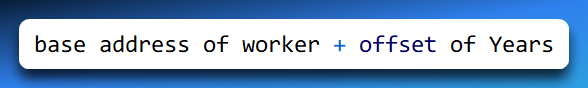 base address of worker + offset of Years